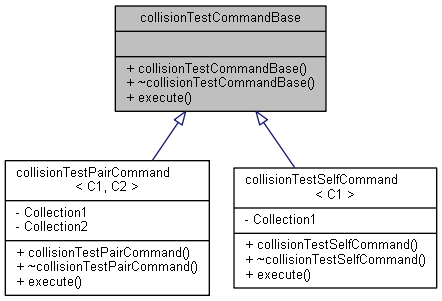 collisionTestCommandBase
+ collisionTestCommandBase()
+ ~collisionTestCommandBase()
+ execute()
collisionTestPairCommand
< C1, C2 >
- Collection1
- Collection2
+ collisionTestPairCommand()
+ ~collisionTestPairCommand()
+ execute()
collisionTestSelfCommand
< C1 >
- Collection1
+ collisionTestSelfCommand()
+ ~collisionTestSelfCommand()
+ execute()